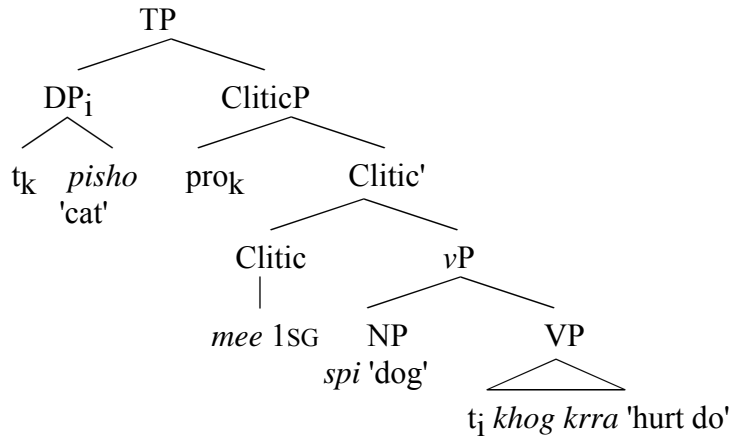 TP
DPi CliticP
tk pisho prok Clitic'
'cat'
Clitic vP
mee 1SG NP VP
spi 'dog'
ti khog krra 'hurt do'